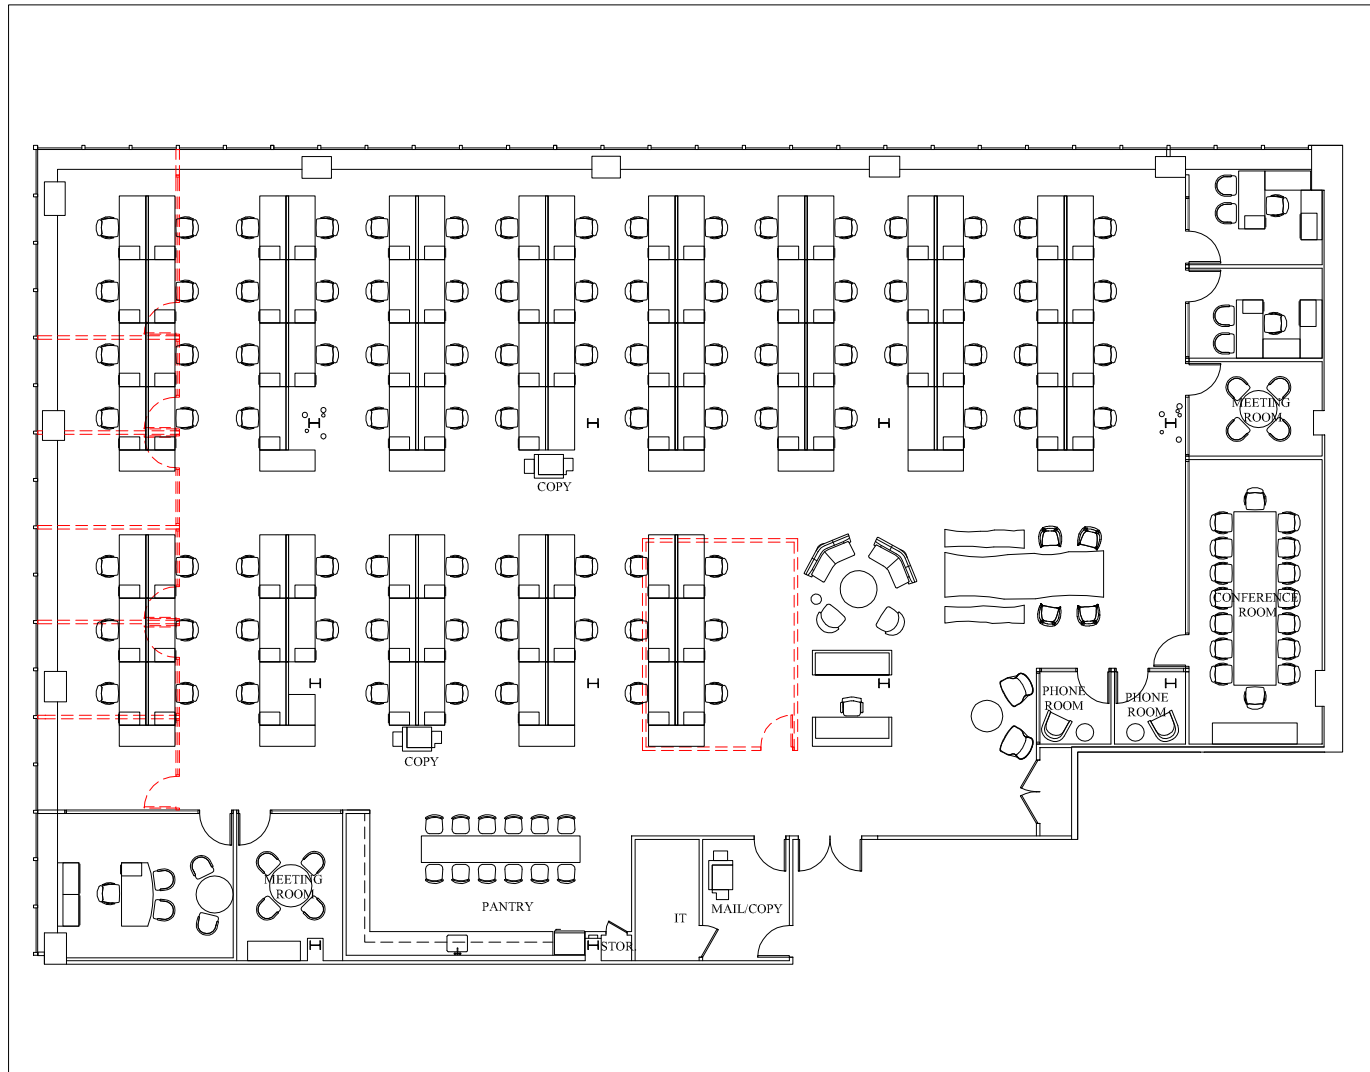 MEETING
ROOM
COPY
CONFERENCE
ROOM
PHONE
ROOM
PHONE
ROOM
COPY
MEETING
ROOM
PANTRY
MAIL/COPY
IT
STOR.